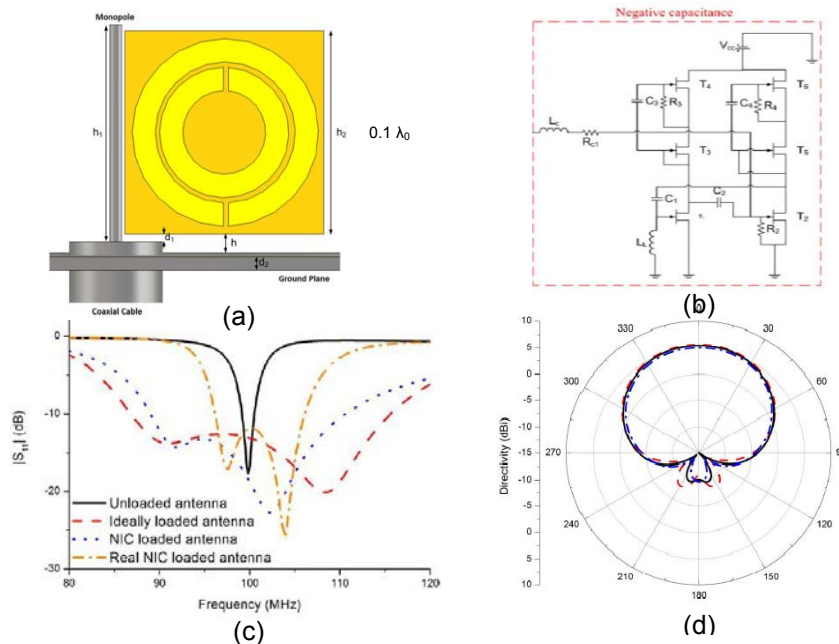 Monopole
h₁
h₂
0.1 λ₀
d₁
h
d₂
Ground Plane
Coaxial Cable
(a)
Negative capacitance
Vcc
T₄
T₆
C₃
R₃
C₄
R₄
Lc
Rc1
T₃
T₅
C₁
C₂
R₂
T₂
LL
(b)
0
-10
-20
-30
|S₁₁| (dB)
Unloaded antenna
Ideally loaded antenna
NIC loaded antenna
Real NIC loaded antenna
80
90
100
110
120
Frequency (MHz)
(c)
0
330
30
300
60
270
240
120
210
150
180
Directivity (dBi)
10
5
0
-5
-10
-15
-10
-5
0
5
10
(d)